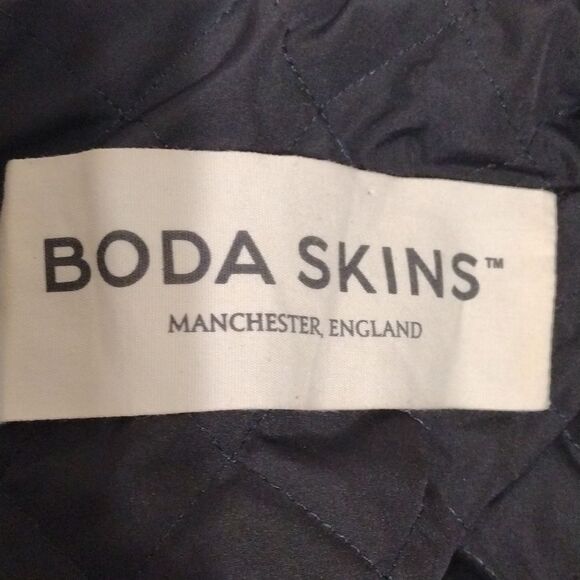 BODA SKINS™
MANCHESTER, ENGLAND